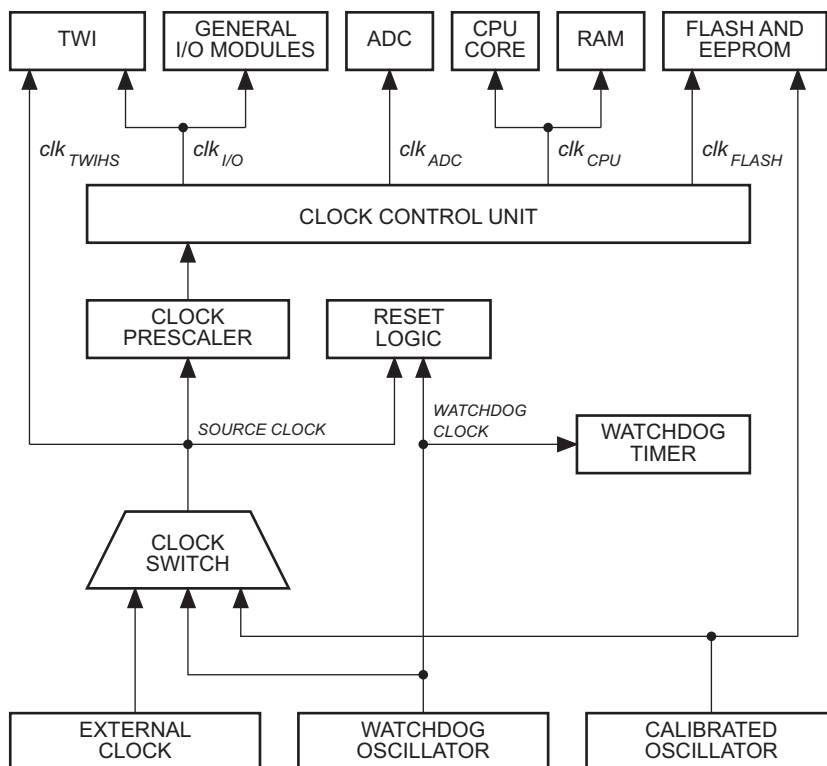 TWI
GENERAL
I/O MODULES
ADC
CPU
CORE
RAM
FLASH AND
EEPROM
clk TWIHS
clk I/O
clk ADC
clk CPU
clk FLASH
CLOCK CONTROL UNIT
CLOCK
PRESCALER
RESET
LOGIC
SOURCE CLOCK
WATCHDOG
CLOCK
WATCHDOG
TIMER
CLOCK
SWITCH
EXTERNAL
CLOCK
WATCHDOG
OSCILLATOR
CALIBRATED
OSCILLATOR